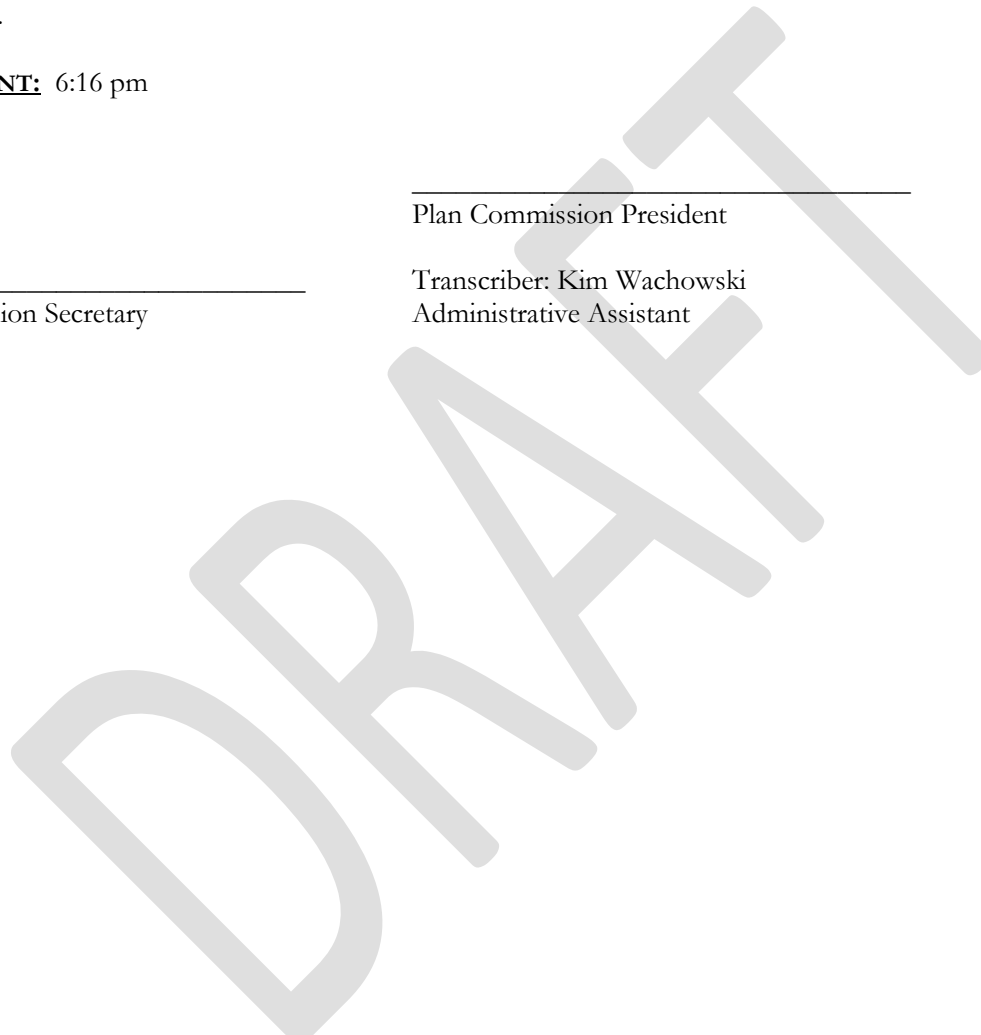 .
NT: 6:16 pm
Plan Commission President
Transcriber: Kim Wachowski
ion Secretary
Administrative Assistant
DRAFT